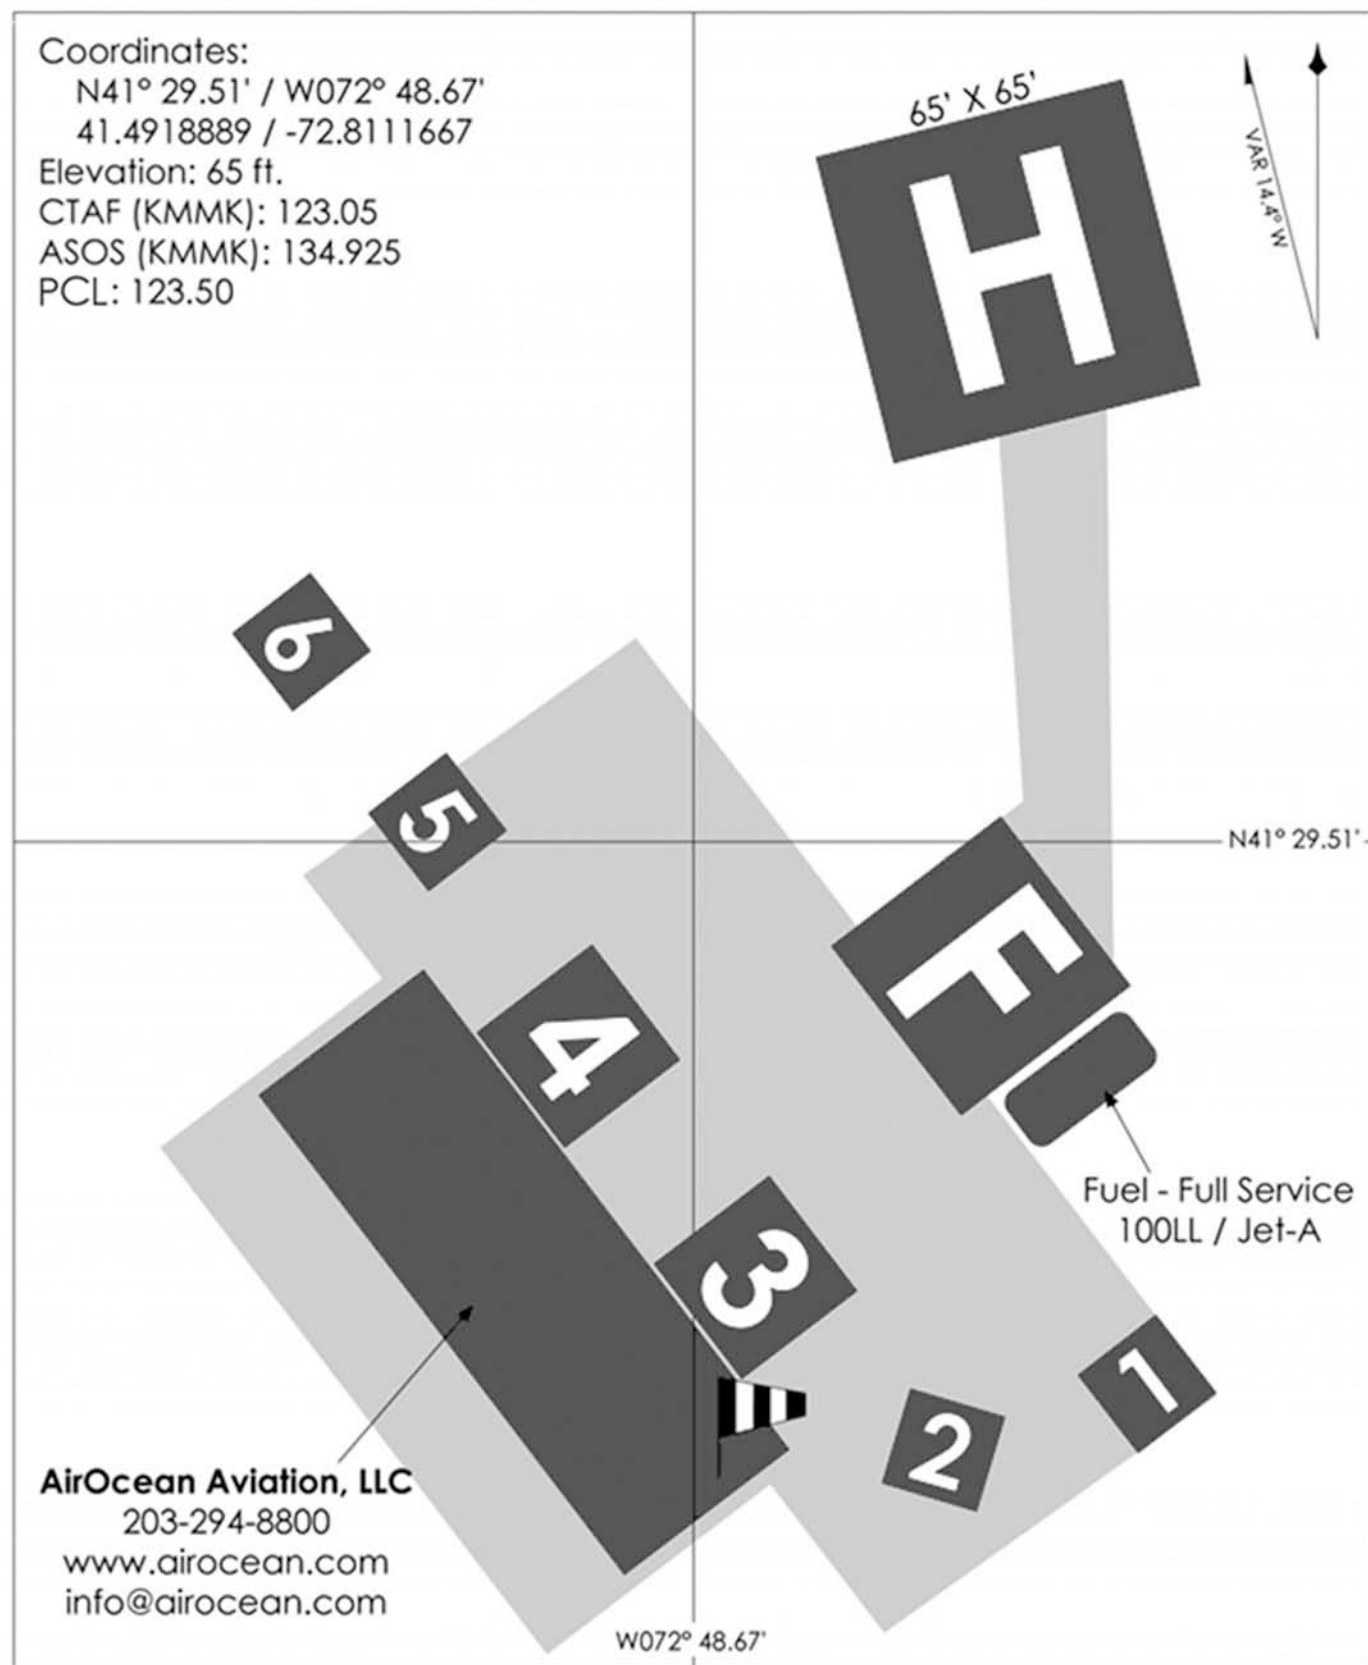 Coordinates:
N41° 29.51' / W072° 48.67'
41.4918889 / -72.8111667
Elevation: 65 ft.
CTAF (KMMK): 123.05
ASOS (KMMK): 134.925
PCL: 123.50
65' X 65'
H
VAR 14.4° W
6
5
N41° 29.51'
F
4
Fuel - Full Service
100LL / Jet-A
3
1
2
AirOcean Aviation, LLC
203-294-8800
www.airocean.com
info@airocean.com
W072° 48.67'